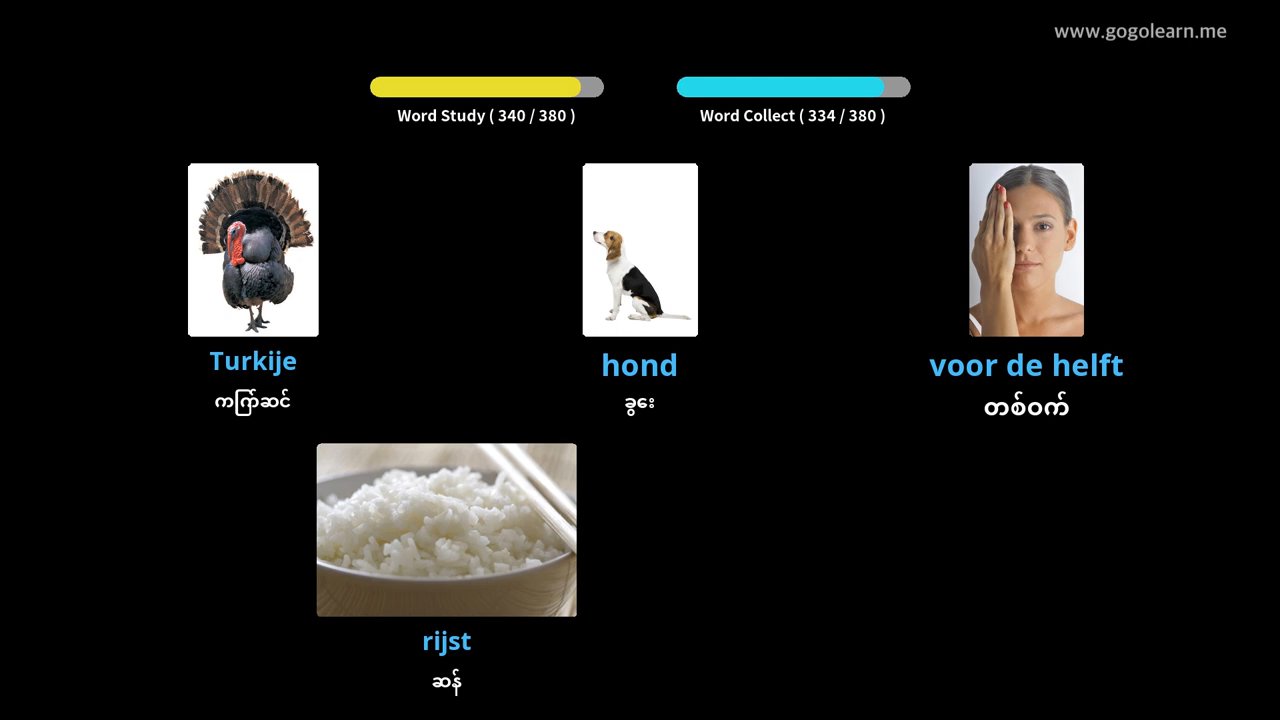 www.gogolearn.me
Word Study ( 340 / 380 )
Word Collect ( 334 / 380 )
Turkije
ကြက်ဆင်
hond
ခွေး
voor de helft
တစ်ဝက်
rijst
ဆန်